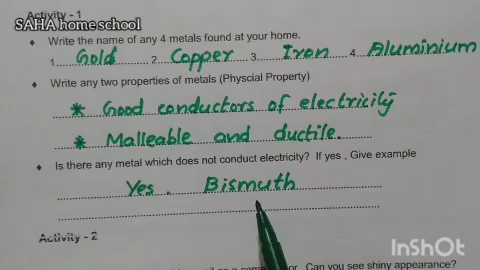 Activity - 1
SAHA home school
♦ Write the name of any 4 metals found at your home.
1. Gold 2. Copper 3. Iron 4. Aluminium
♦ Write any two properties of metals (Physcial Property)
* Good conductors of electricity
* Malleable and ductile.
♦ Is there any metal which does not conduct electricity? If yes , Give example
Yes , Bismuth
Activity - 2
Can you see shiny appearance?
InShOt